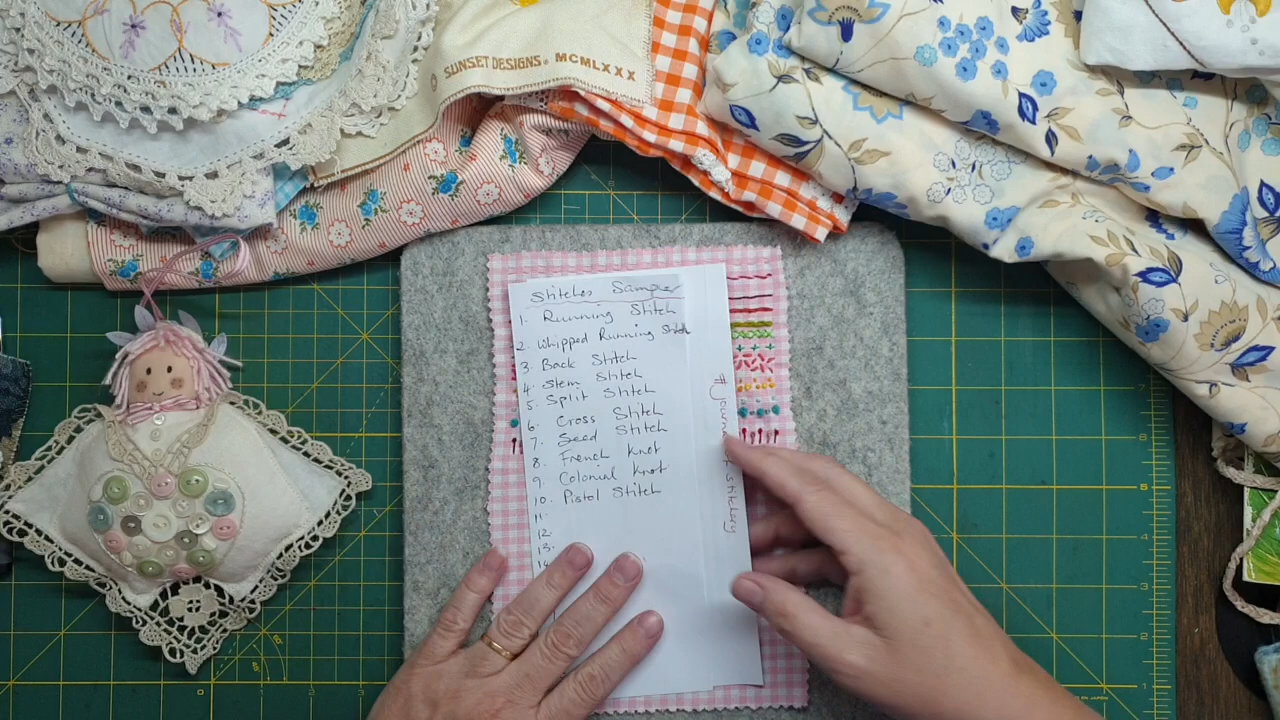 © SUNSET DESIGNS. MCMLXXX
Stitches Sampler
1. Running Stitch
2. Whipped Running Stitch
3. Back Stitch
4. Stem Stitch
5. Split Stitch
6. Cross Stitch
7. Seed Stitch
8. French Knot
9. Colonial Knot
10. Pistol Stitch
11.
12.
13.
14
stitchery